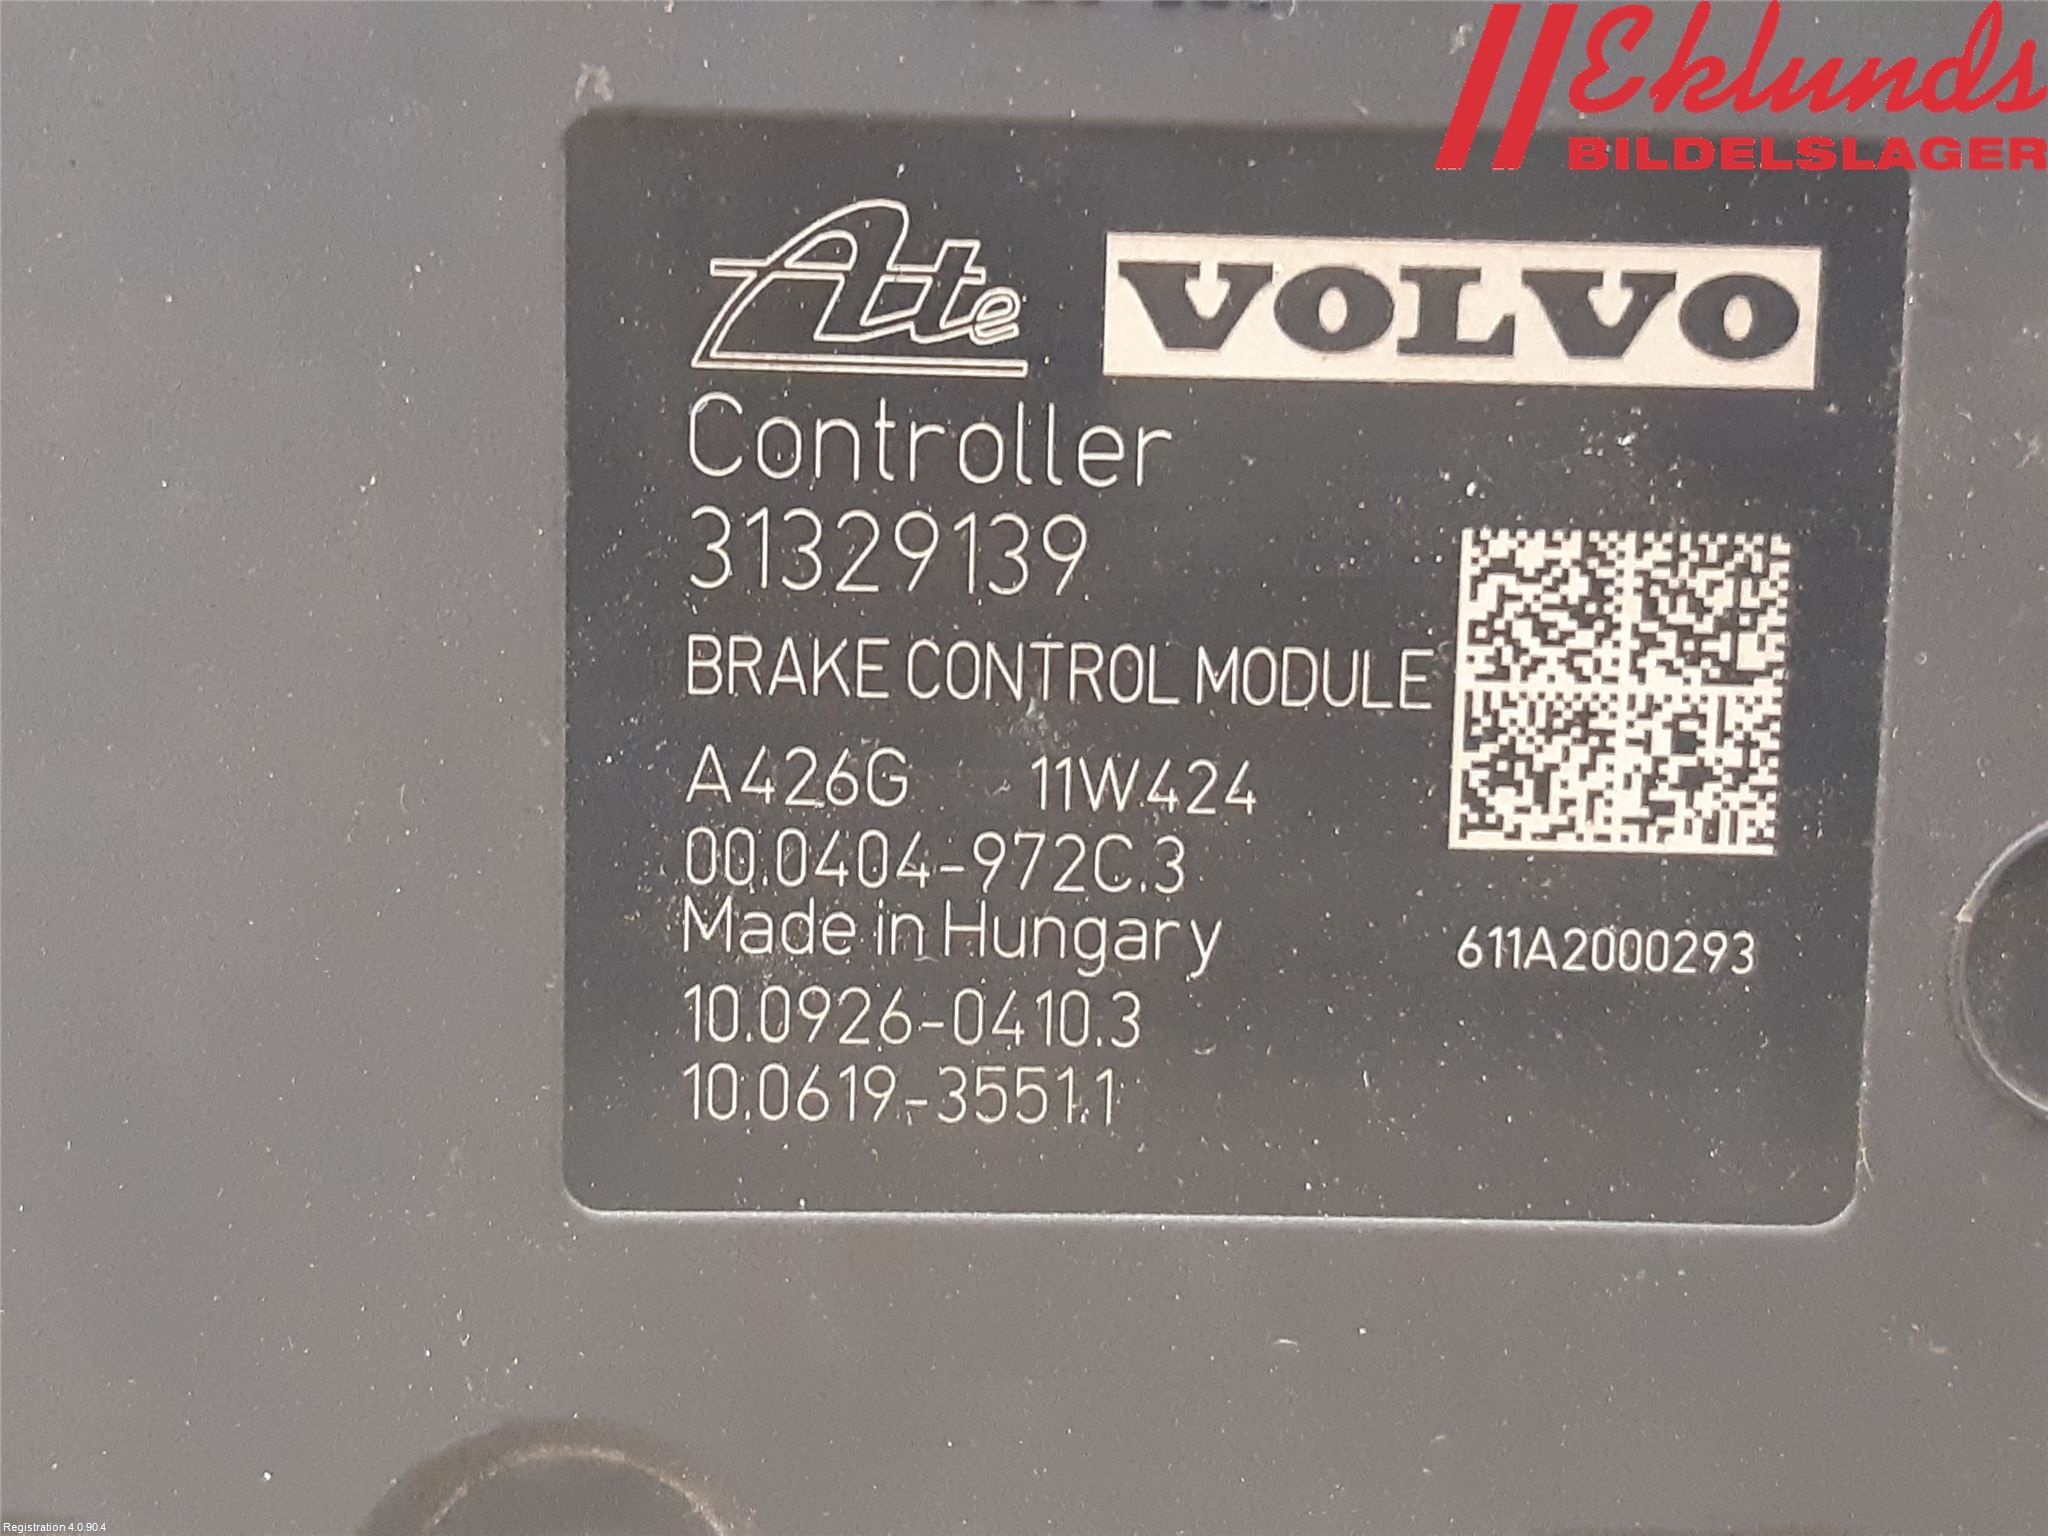 Eklunds
BILDELSLAGER
Ate VOLVO
Controller
31329139
BRAKE CONTROL MODULE
A426G 11W424
00.0404-972C.3
Made in Hungary
611A2000293
10.0926-0410.3
10.0619-3551.1
Registration 4.0.90.4